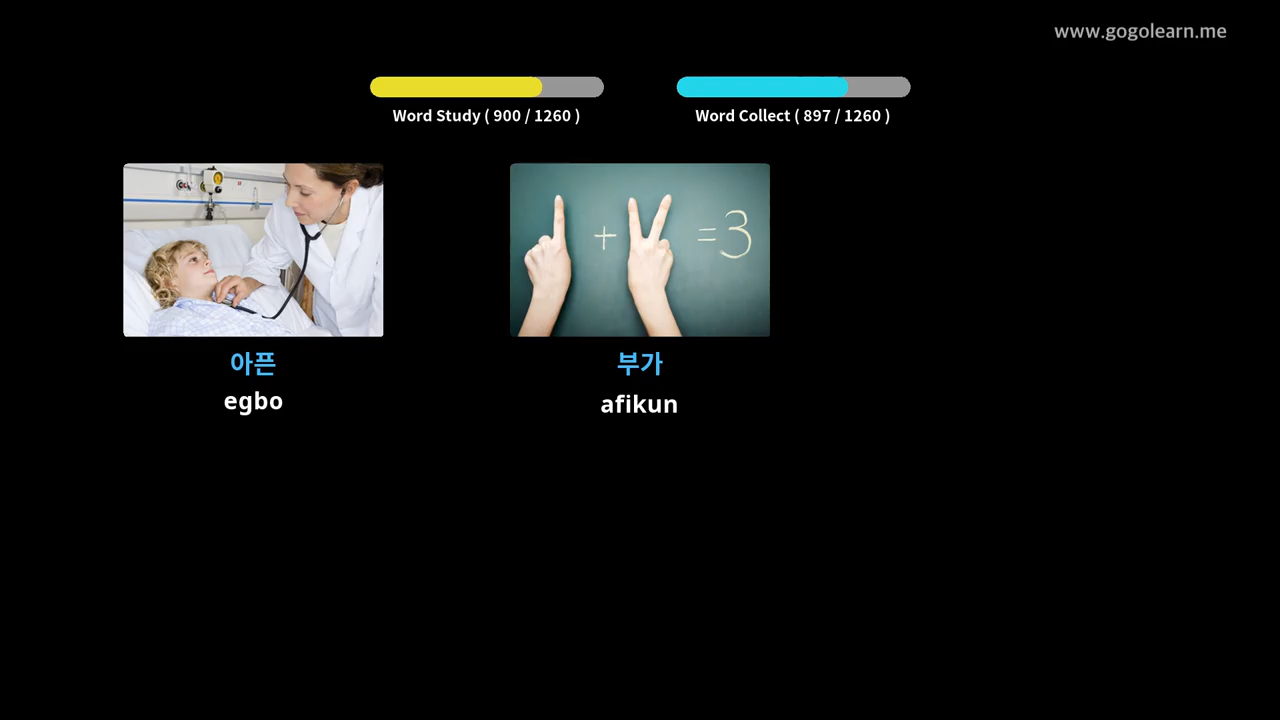 www.gogolearn.me
Word Study ( 900 / 1260 )
Word Collect ( 897 / 1260 )
+ = 3
아픈
egbo
부가
afikun